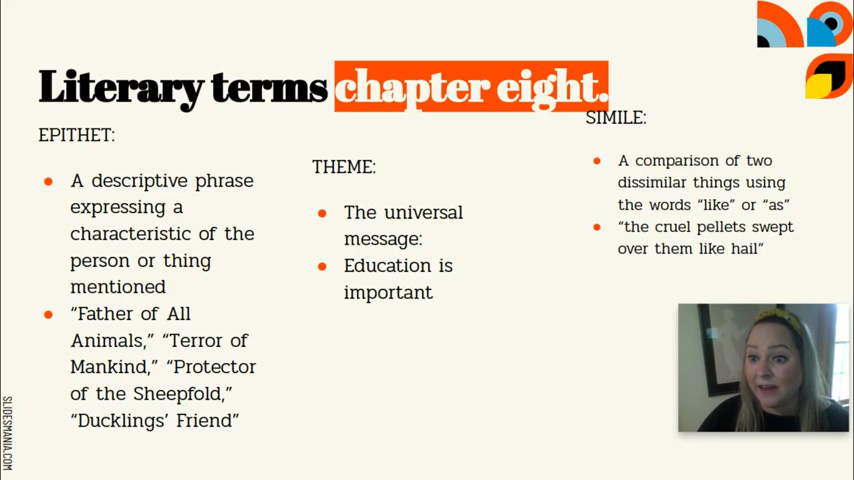 Literary terms chapter eight.
EPITHET:
A descriptive phrase
expressing a
characteristic of the
person or thing
mentioned
“Father of All
Animals,” “Terror of
Mankind,” “Protector
of the Sheepfold,”
“Ducklings’ Friend”
THEME:
The universal
message:
Education is
important
SIMILE:
A comparison of two
dissimilar things using
the words “like” or “as”
“the cruel pellets swept
over them like hail”
SLIDESMANIA.COM